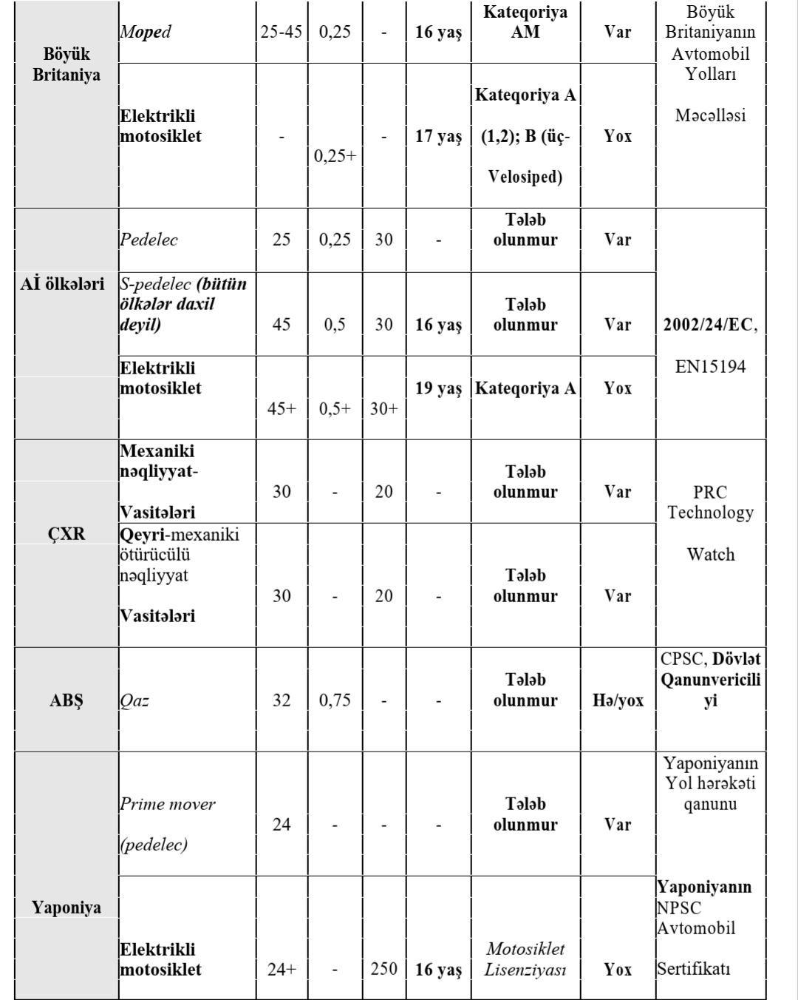 Böyük
Britaniya
Moped
25-45
0,25
-
16 yaş
Kateqoriya
AM
Var
Böyük
Britaniyanın
Avtomobil
Yolları
Məcəlləsi
Elektrikli
motosiklet
-
0,25+
-
17 yaş
Kateqoriya A
(1,2); B (üç-
Velosiped)
Yox
Aİ ölkələri
Pedelec
25
0,25
30
-
Tələb
olunmur
Var
2002/24/EC,
EN15194
S-pedelec (bütün
ölkələr daxil
deyil)
45
0,5
30
16 yaş
Tələb
olunmur
Var
Elektrikli
motosiklet
45+
0,5+
30+
19 yaş
Kateqoriya A
Yox
ÇXR
Mexaniki
nəqliyyat-
Vasitələri
30
-
20
-
Tələb
olunmur
Var
PRC
Technology
Watch
Qeyri-mexaniki
ötürücülü
nəqliyyat
Vasitələri
30
-
20
-
Tələb
olunmur
Var
ABŞ
Qaz
32
0,75
-
-
Tələb
olunmur
Hə/yox
CPSC, Dövlət
Qanunvericili
yi
Yaponiya
Prime mover
(pedelec)
24
-
-
-
Tələb
olunmur
Var
Yaponiyanın
Yol hərəkəti
qanunu
Elektrikli
motosiklet
24+
-
250
16 yaş
Motosiklet
Lisenziyası
Yox
Yaponiyanın
NPSC
Avtomobil
Sertifikatı